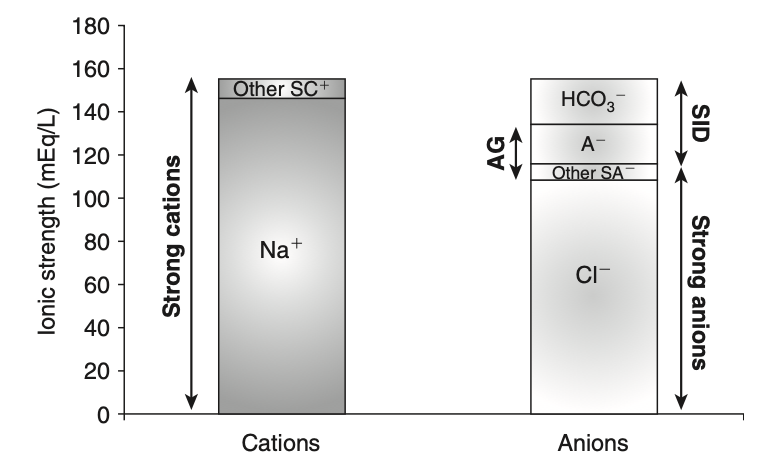 180
160
140
120
100
80
60
40
20
0
Ionic strength (mEq/L)
Strong cations
Other SC⁺
Na⁺
Cations
HCO₃⁻
A⁻
Other SA⁻
Cl⁻
Anions
AG
SID
Strong anions